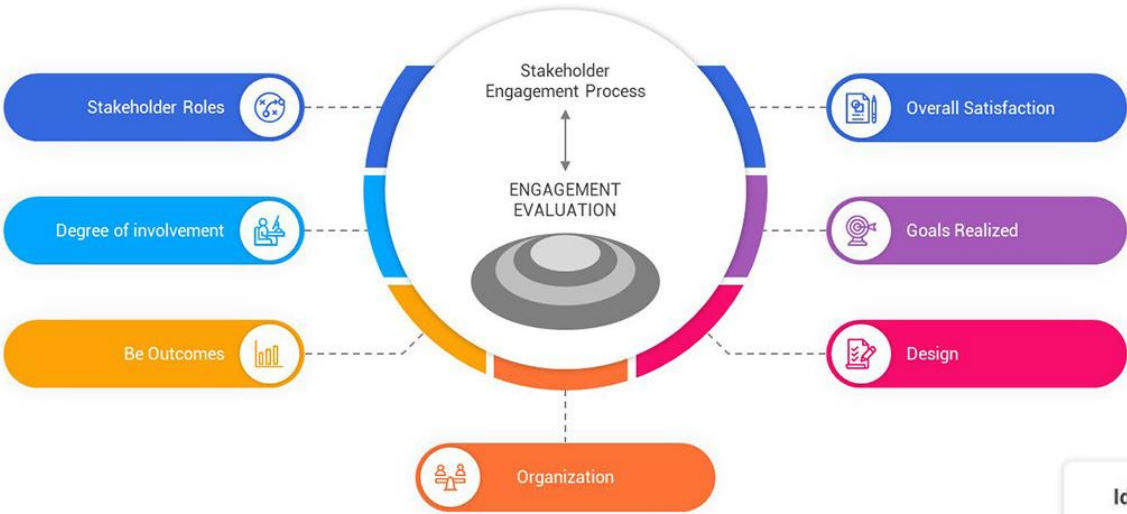 Stakeholder
Engagement Process
ENGAGEMENT
EVALUATION
Stakeholder Roles
Degree of involvement
Be Outcomes
Organization
Overall Satisfaction
Goals Realized
Design